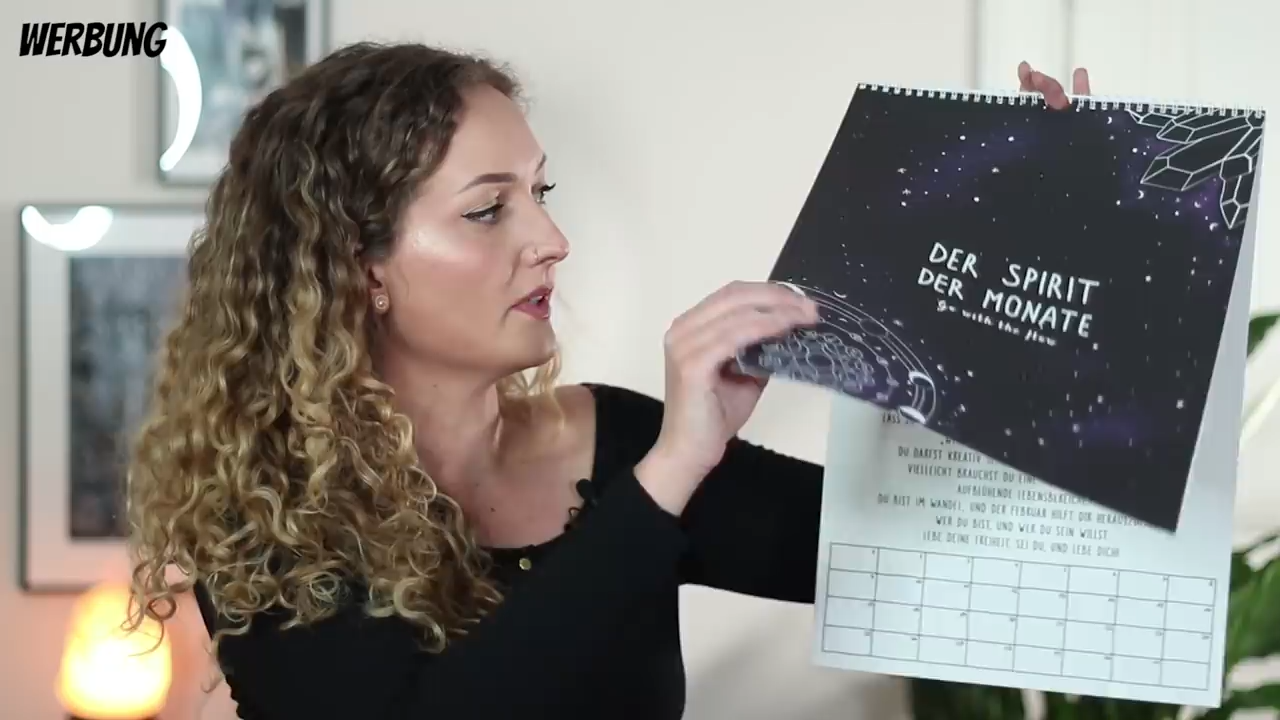 WERBUNG
DER SPIRIT
DER MONATE
go with the flow
LASS
DU DARFST KREATIV
VIELLEICHT BRAUCHST DU EINE
AUFBLÜHENDE LEBENSBEREICHE
DU BIST IM WANDEL, UND DER FEBRUAR HILFT DIR
WER DU BIST, UND WER DU SEIN WILLST.
LEBE DEINE FREIHEIT, SEI DU, UND LEBE DICH!